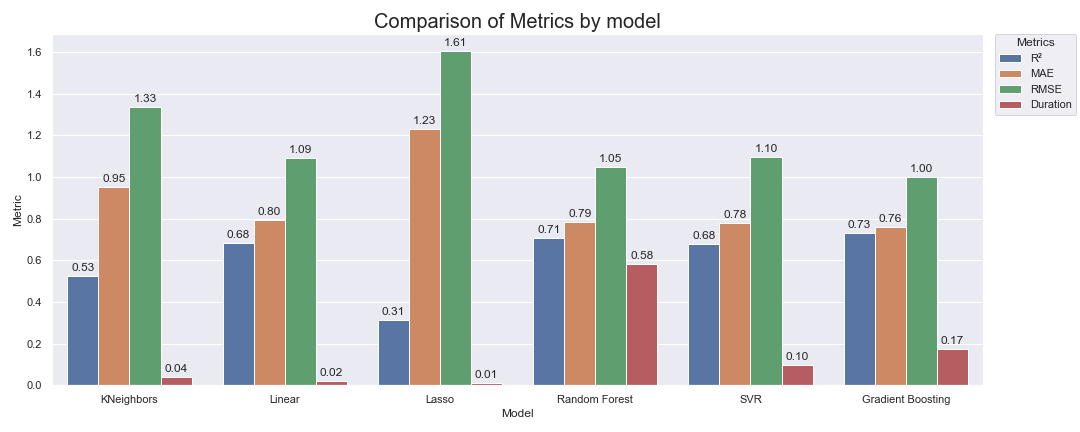 Comparison of Metrics by model
Metrics
R²
MAE
RMSE
Duration
Metric
1.6
1.4
1.2
1.0
0.8
0.6
0.4
0.2
0.0
0.53
0.95
1.33
0.04
0.68
0.80
1.09
0.02
0.31
1.23
1.61
0.01
0.71
0.79
1.05
0.58
0.68
0.78
1.10
0.10
0.73
0.76
1.00
0.17
KNeighbors
Linear
Lasso
Random Forest
SVR
Gradient Boosting
Model